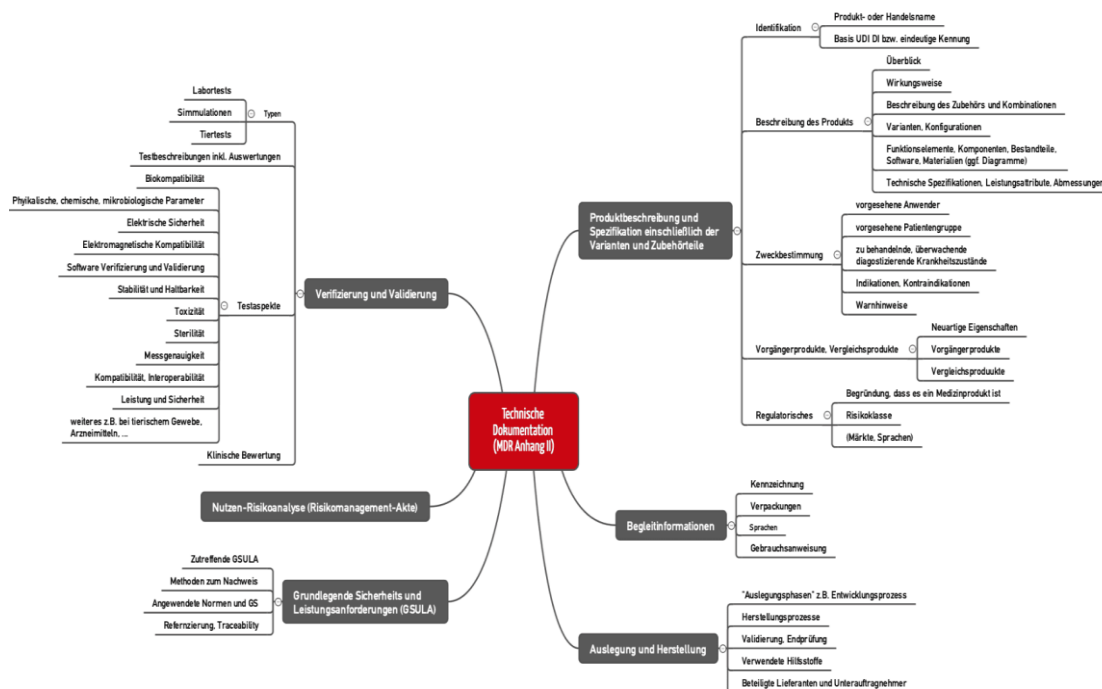 Technische
Dokumentation
(MDR Anhang II)
Produktbeschreibung und
Spezifikation einschließlich der
Varianten und Zubehörteile
Identifikation
Produkt- oder Handelsname
Basis UDI DI bzw. eindeutige Kennung
Beschreibung des Produkts
Überblick
Wirkungsweise
Beschreibung des Zubehörs und Kombinationen
Varianten, Konfigurationen
Funktionselemente, Komponenten, Bestandteile,
Software, Materialien (ggf. Diagramme)
Technische Spezifikationen, Leistungsattribute, Abmessungen
Zweckbestimmung
vorgesehene Anwender
vorgesehene Patientengruppe
zu behandelnde, überwachende
diagostizierende Krankheitszustände
Indikationen, Kontraindikationen
Warnhinweise
Vorgängerprodukte, Vergleichsprodukte
Neuartige Eigenschaften
Vorgängerprodukte
Vergleichsproduukte
Regulatorisches
Begründung, dass es ein Medizinprodukt ist
Risikoklasse
(Märkte, Sprachen)
Begleitinformationen
Kennzeichnung
Verpackungen
Sprachen
Gebrauchsanweisung
Auslegung und Herstellung
"Auslegungsphasen" z.B. Entwicklungsprozess
Herstellungsprozesse
Validierung, Endprüfung
Verwendete Hilfsstoffe
Beteiligte Lieferanten und Unterauftragnehmer
Verifizierung und Validierung
Typen
Labortests
Simmulationen
Tiertests
Testbeschreibungen inkl. Auswertungen
Testaspekte
Biokompatibilität
Phyikalische, chemische, mikrobiologische Parameter
Elektrische Sicherheit
Elektromagnetische Kompatibilität
Software Verifizierung und Validierung
Stabilität und Haltbarkeit
Toxizität
Sterilität
Messgenauigkeit
Kompatibilität, Interoperabilität
Leistung und Sicherheit
weiteres z.B. bei tierischem Gewebe,
Arzneimitteln, ...
Klinische Bewertung
Nutzen-Risikoanalyse (Risikomanagement-Akte)
Grundlegende Sicherheits und
Leistungsanforderungen (GSULA)
Zutreffende GSULA
Methoden zum Nachweis
Angewendete Normen und GS
Refernzierung, Traceability